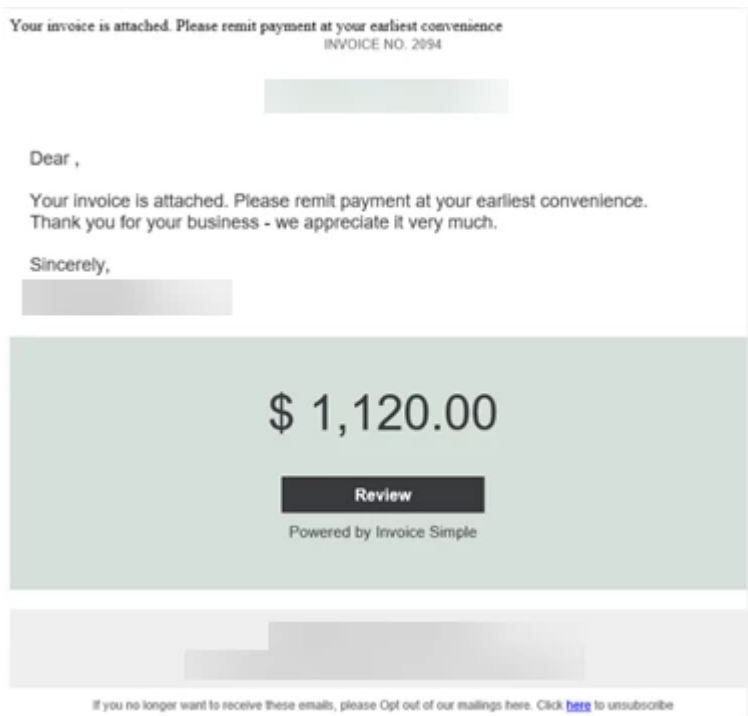 Your invoice is attached. Please remit payment at your earliest convenience
INVOICE NO. 2094
Dear ,
Your invoice is attached. Please remit payment at your earliest convenience.
Thank you for your business - we appreciate it very much.
Sincerely,
$ 1,120.00
Review
Powered by Invoice Simple
If you no longer want to receive these emails, please Opt out of our mailings here. Click here to unsubscribe